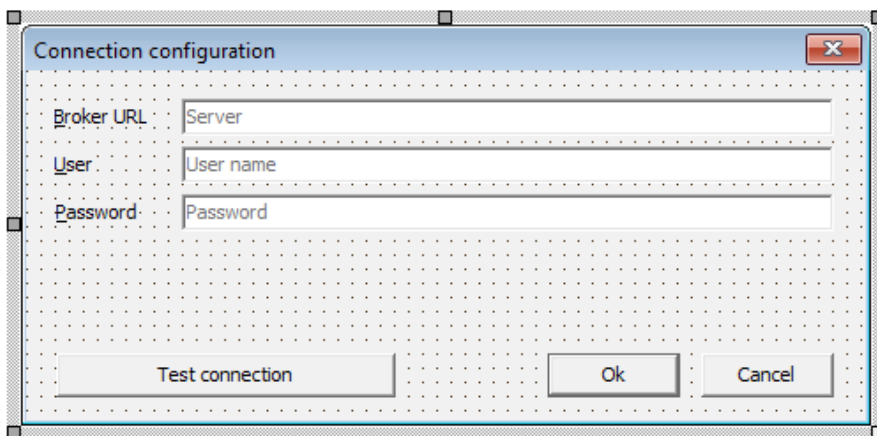 Connection configuration
Broker URL Server
User User name
Password Password
Test connection Ok Cancel